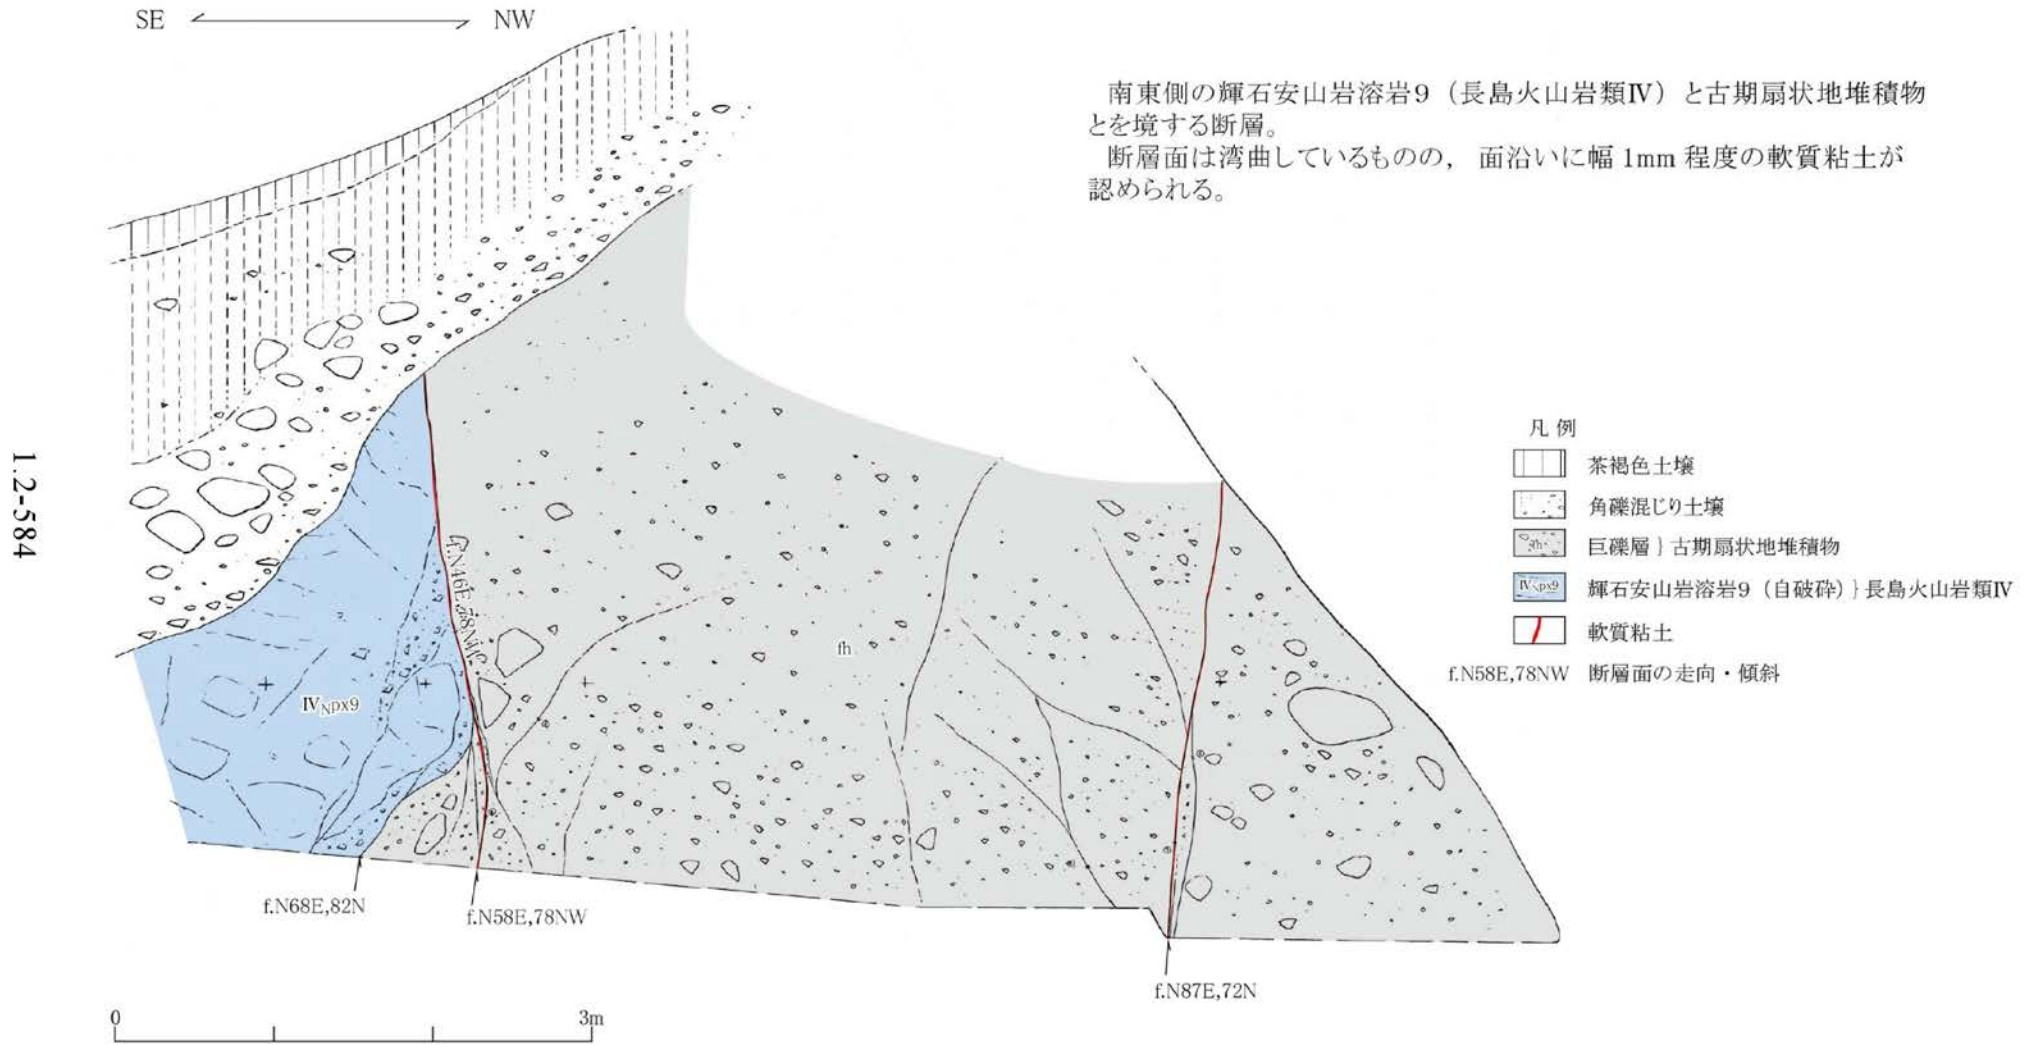 SE NW
南東側の輝石安山岩溶岩9（長島火山岩類Ⅳ）と古期扇状地堆積物
とを境する断層。
断層面は湾曲しているものの，面沿いに幅 1mm 程度の軟質粘土が
認められる。
凡 例
茶褐色土壌
角礫混じり土壌
fh 巨礫層 } 古期扇状地堆積物
ⅣNpx9 輝石安山岩溶岩9（自破砕）} 長島火山岩類Ⅳ
軟質粘土
f.N58E,78NW 断層面の走向・傾斜
f.N46E,78NW
fh
ⅣNpx9
f.N68E,82N
f.N58E,78NW
f.N87E,72N
0 3m
1.2-584